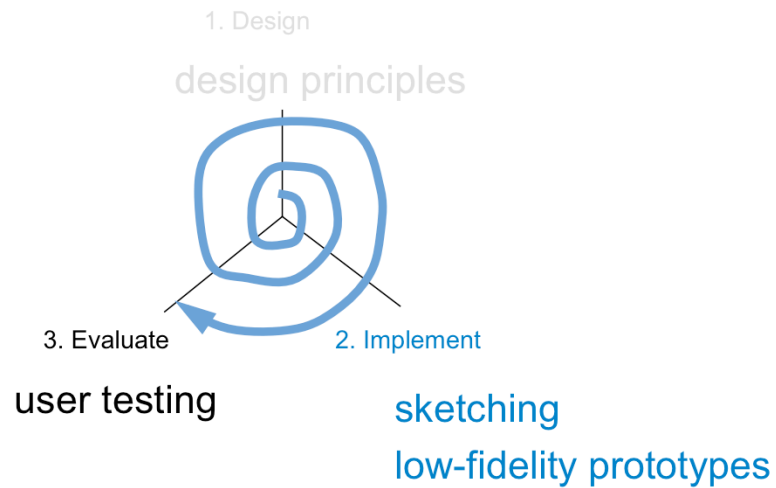 1. Design
design principles
3. Evaluate
2. Implement
user testing
sketching
low-fidelity prototypes